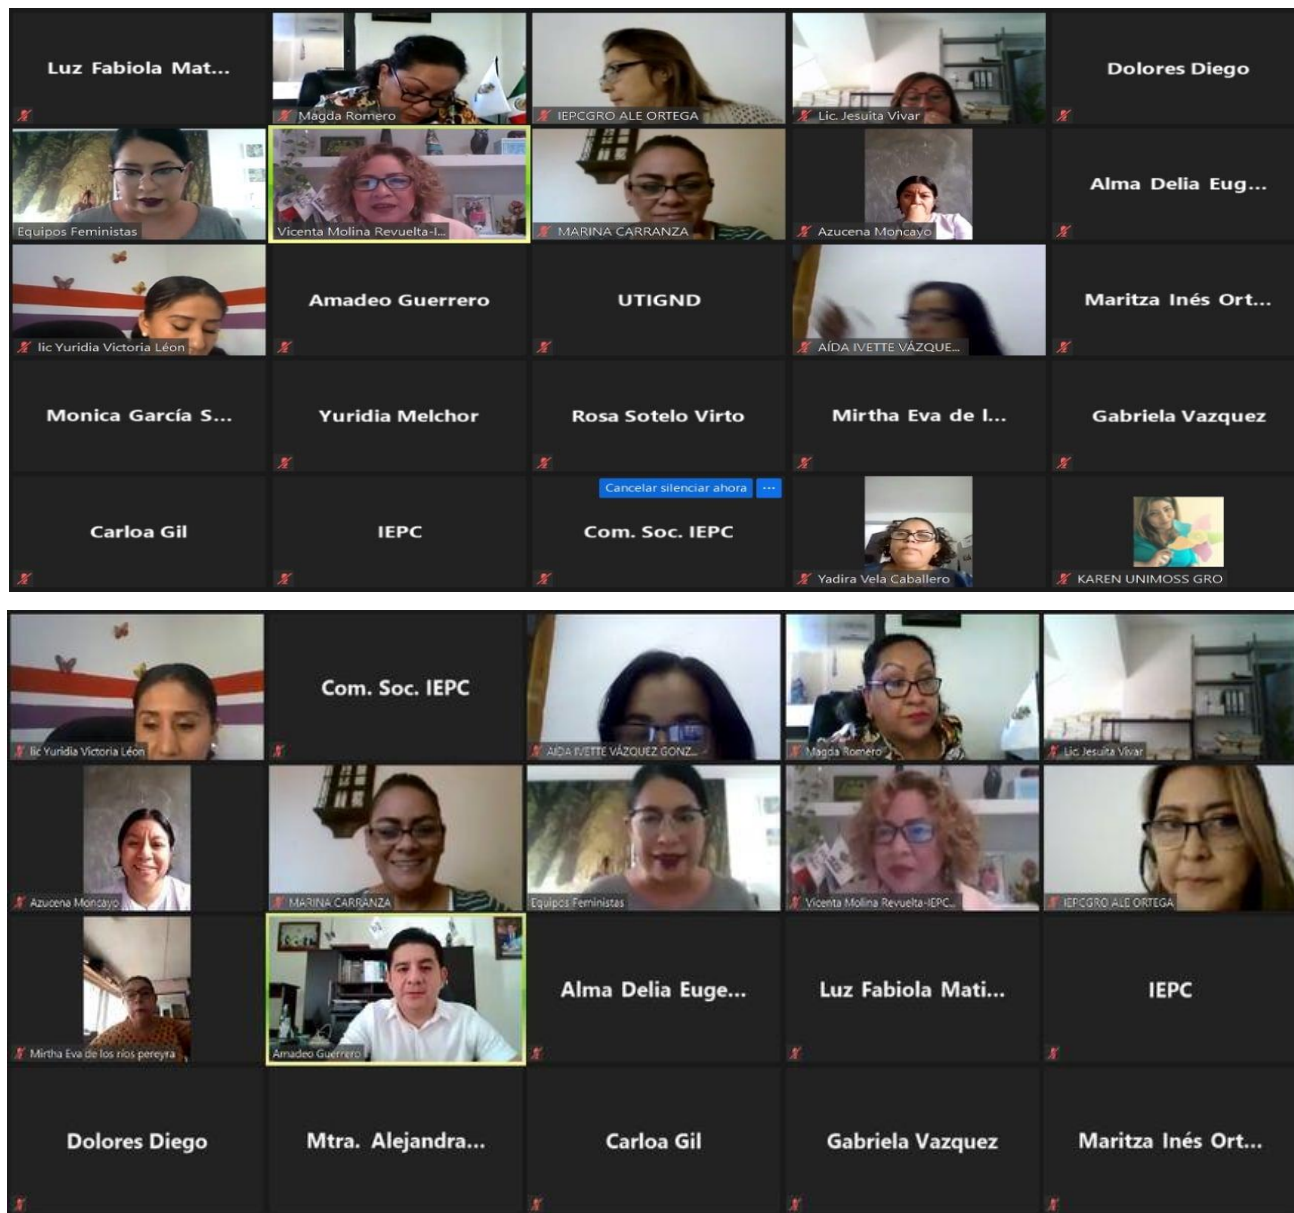 Luz Fabiola Mat...
Magda Romero
IEPCGRO ALE ORTEGA
Lic. Jesuita Vivar
Dolores Diego
Equipos Feministas
Vicenta Molina Revuelta-I...
MARINA CARRANZA
Azucena Moncayo
Alma Delia Eug...
lic Yuridia Victoria Léon
Amadeo Guerrero
UTIGND
AÍDA IVETTE VÁZQUE...
Maritza Inés Ort...
Monica García S...
Yuridia Melchor
Rosa Sotelo Virto
Mirtha Eva de l...
Gabriela Vazquez
Carloa Gil
IEPC
Cancelar silenciar ahora ...
Com. Soc. IEPC
Yadira Vela Caballero
KAREN UNIMOSS GRO
lic Yuridia Victoria Léon
Com. Soc. IEPC
AÍDA IVETTE VÁZQUEZ GONZ...
Magda Romero
Lic. Jesuita Vivar
Azucena Moncayo
MARINA CARRANZA
Equipos Feministas
Vicenta Molina Revuelta-IEPC...
IEPCGRO ALE ORTEGA
Mirtha Eva de los ríos pereyra
Amadeo Guerrero
Alma Delia Euge...
Luz Fabiola Mati...
IEPC
Dolores Diego
Mtra. Alejandra...
Carloa Gil
Gabriela Vazquez
Maritza Inés Ort...